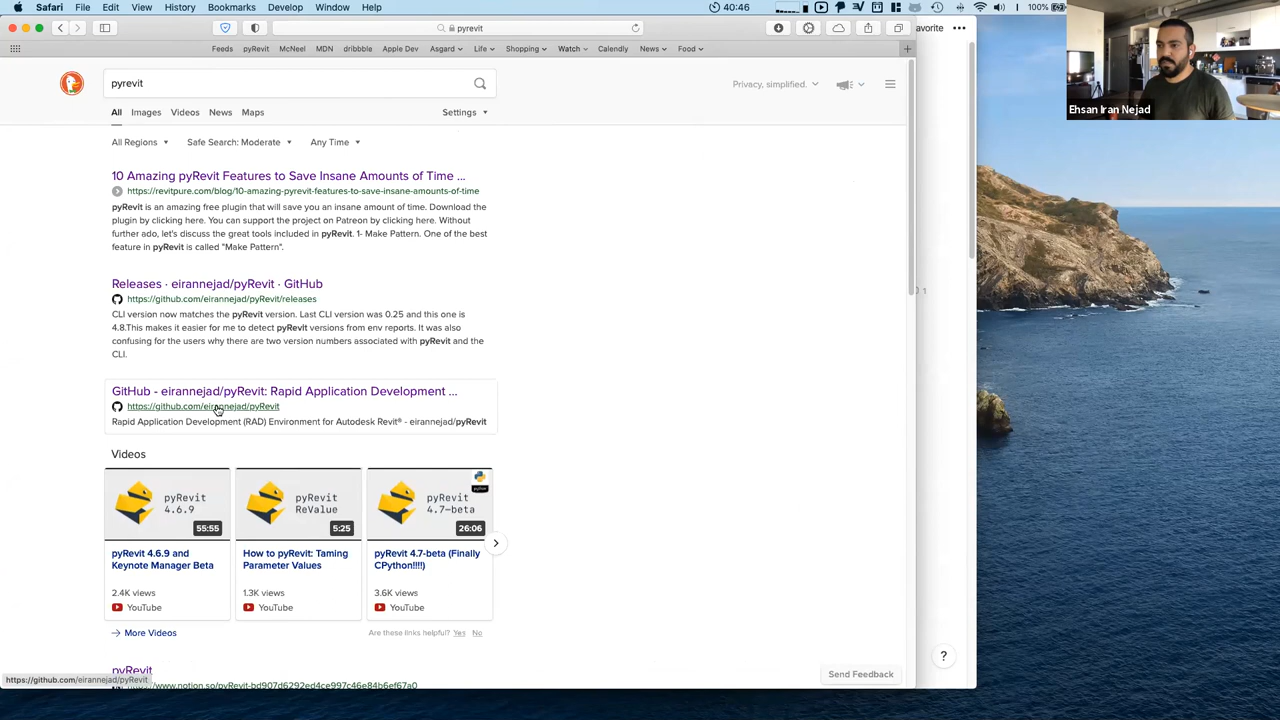 Safari File Edit View History Bookmarks Develop Window Help 40:46 100%
pyrevit
Feeds pyRevit McNeel MDN dribbble Apple Dev Asgard Life Shopping Watch Calendly News Food
avorite
pyrevit
Privacy, simplified.
Ehsan Iran Nejad
All Images Videos News Maps Settings
All Regions Safe Search: Moderate Any Time
10 Amazing pyRevit Features to Save Insane Amounts of Time ...
https://revitpure.com/blog/10-amazing-pyrevit-features-to-save-insane-amounts-of-time
pyRevit is an amazing free plugin that will save you an insane amount of time. Download the
plugin by clicking here. You can support the project on Patreon by clicking here. Without
further ado, let's discuss the great tools included in pyRevit. 1- Make Pattern. One of the best
feature in pyRevit is called "Make Pattern".
Releases · eirannejad/pyRevit · GitHub
https://github.com/eirannejad/pyRevit/releases
CLI version now matches the pyRevit version. Last CLI version was 0.25 and this one is
4.8.This makes it easier for me to detect pyRevit versions from env reports. It was also
confusing for the users why there are two version numbers associated with pyRevit and the
CLI.
GitHub - eirannejad/pyRevit: Rapid Application Development ...
https://github.com/eirannejad/pyRevit
Rapid Application Development (RAD) Environment for Autodesk Revit® - eirannejad/pyRevit
Videos
pyRevit 4.6.9 55:55
pyRevit ReValue 5:25
pyRevit 4.7-beta 26:06
pyRevit 4.6.9 and Keynote Manager Beta
How to pyRevit: Taming Parameter Values
pyRevit 4.7-beta (Finally CPython!!!!)
2.4K views 1.3K views 3.6K views
YouTube YouTube YouTube
More Videos Are these links helpful? Yes No
pyRevit
https://www.notion.so/pyRevit-bd907d6292ed4ce997c46e84b6ef67a0
https://github.com/eirannejad/pyRevit
Send Feedback
?